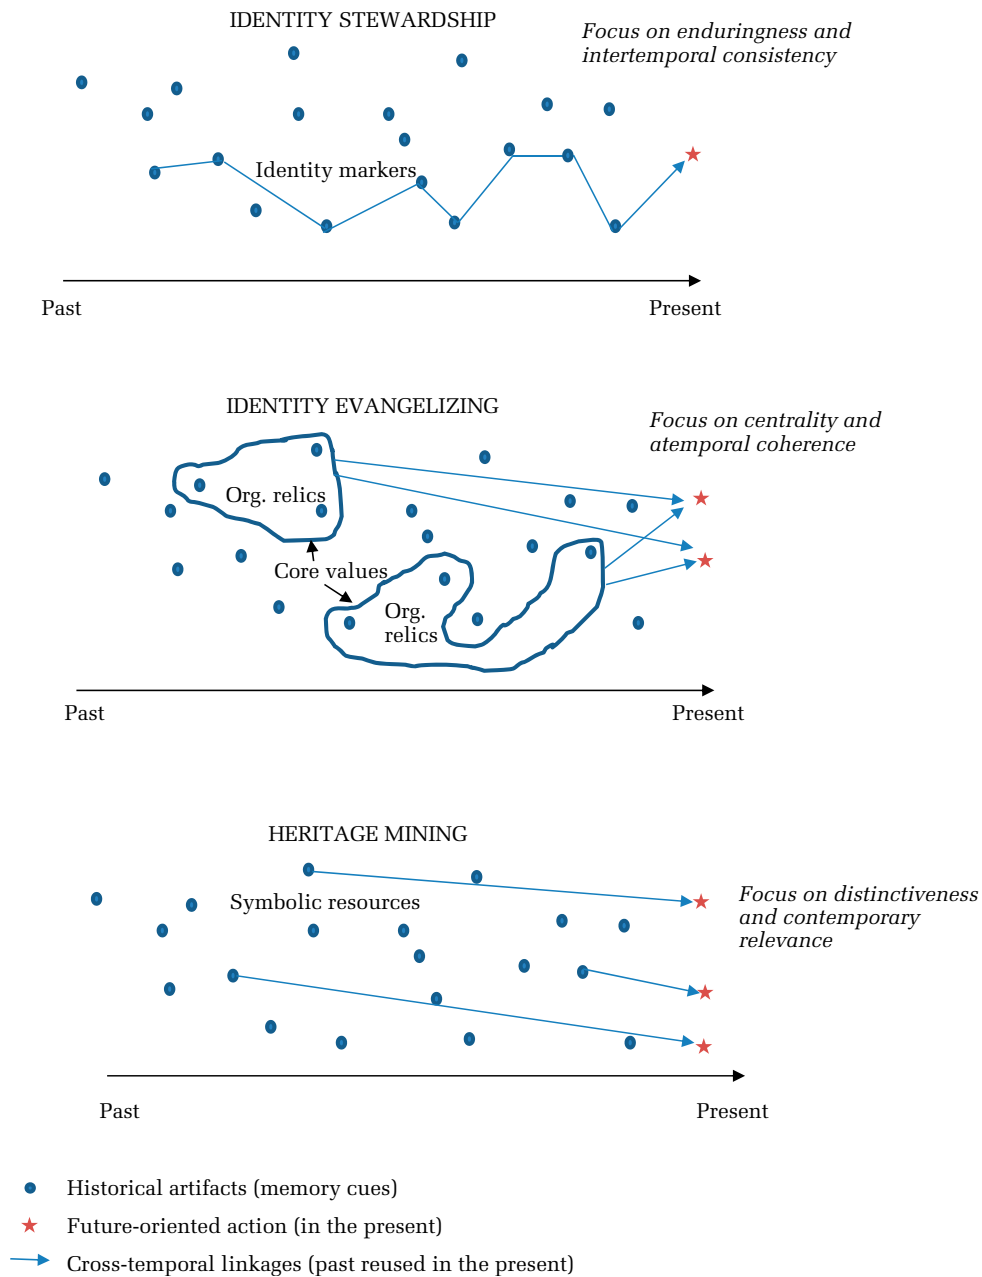 IDENTITY STEWARDSHIP
Focus on enduringness and
intertemporal consistency
Identity markers
Past
Present
IDENTITY EVANGELIZING
Focus on centrality and
atemporal coherence
Org. relics
Core values
Org.
relics
Past
Present
HERITAGE MINING
Symbolic resources
Focus on distinctiveness
and contemporary
relevance
Past
Present
Historical artifacts (memory cues)
Future-oriented action (in the present)
Cross-temporal linkages (past reused in the present)